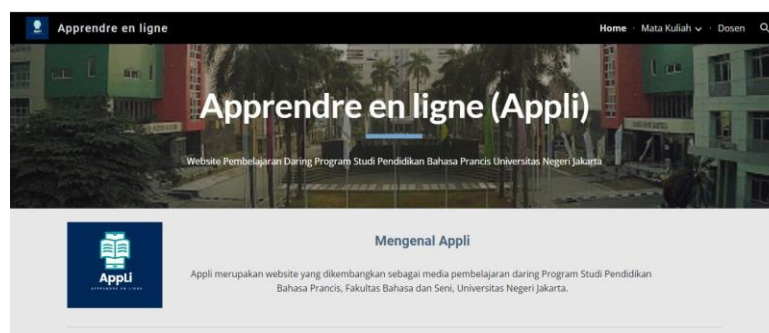 Apprendre en ligne
Home · Mata Kuliah · Dosen
Apprendre en ligne (Appli)
Website Pembelajaran Daring Program Studi Pendidikan Bahasa Prancis Universitas Negeri Jakarta
Mengenal Appli
AppLi
APPRENDRE EN LIGNE
Appli merupakan website yang dikembangkan sebagai media pembelajaran daring Program Studi Pendidikan
Bahasa Prancis, Fakultas Bahasa dan Seni, Universitas Negeri Jakarta.